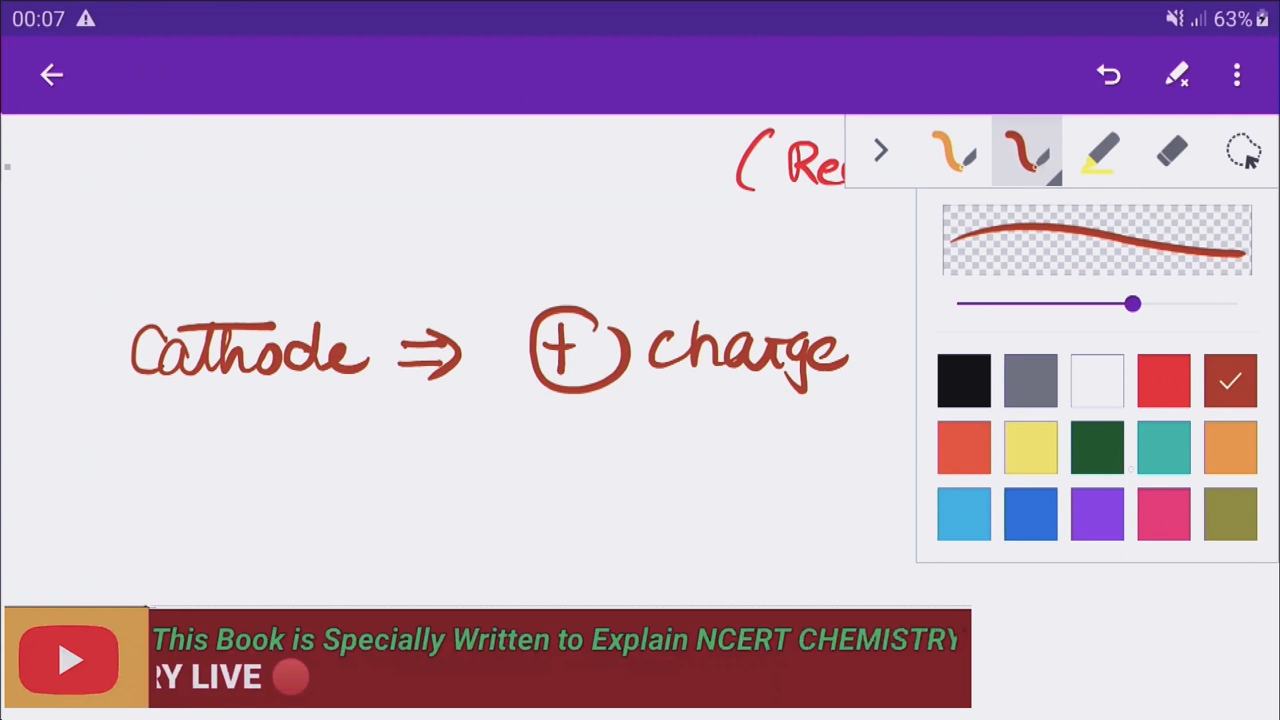 00:07 63%
( Re
Cathode ⇒ (+) charge
This Book is Specially Written to Explain NCERT CHEMISTRY
RY LIVE